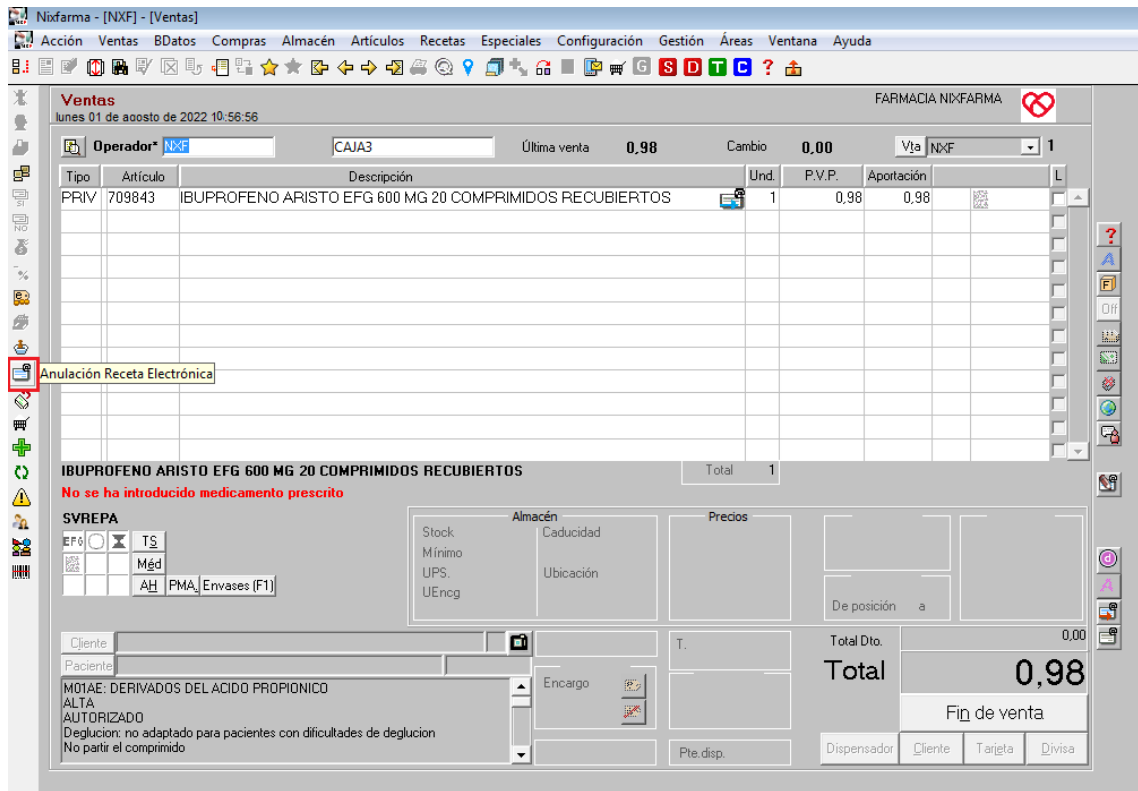 Nixfarma - [NXF] - [Ventas]
Acción Ventas BDatos Compras Almacén Artículos Recetas Especiales Configuración Gestión Áreas Ventana Ayuda
G S D T C ?
Ventas
FARMACIA NIXFARMA
lunes 01 de agosto de 2022 10:56:56
Operador* NXF CAJA3 Última venta 0,98 Cambio 0,00 Vta NXF 1
Tipo Artículo Descripción Und. P.V.P. Aportación L
PRIV 709843 IBUPROFENO ARISTO EFG 600 MG 20 COMPRIMIDOS RECUBIERTOS 1 0,98 0,98
SI
NO
?
A
%
F
Off
Anulación Receta Electrónica
IBUPROFENO ARISTO EFG 600 MG 20 COMPRIMIDOS RECUBIERTOS Total 1
No se ha introducido medicamento prescrito
SVREPA
EFG TS
Méd
AH PMA. Envases (F1)
Almacén
Stock Caducidad
Mínimo
UPS. Ubicación
UEncg
Precios
De posición a
d
A
Cliente
T.
Total Dto. 0,00
Paciente
Total 0,98
M01AE: DERIVADOS DEL ACIDO PROPIONICO
ALTA
AUTORIZADO
Deglucion: no adaptado para pacientes con dificultades de deglucion
No partir el comprimido
Encargo
Fin de venta
Pte.disp.
Dispensador Cliente Tarjeta Divisa